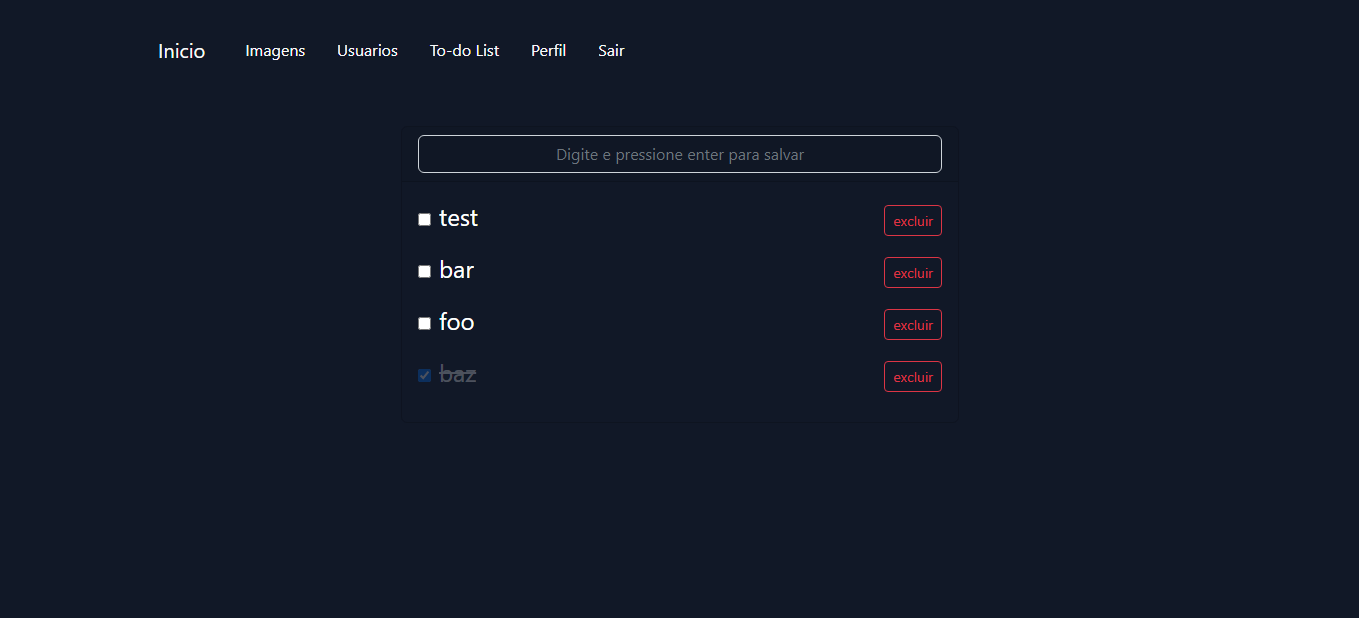 Inicio Imagens Usuarios To-do List Perfil Sair
Digite e pressione enter para salvar
test excluir
bar excluir
foo excluir
baz excluir